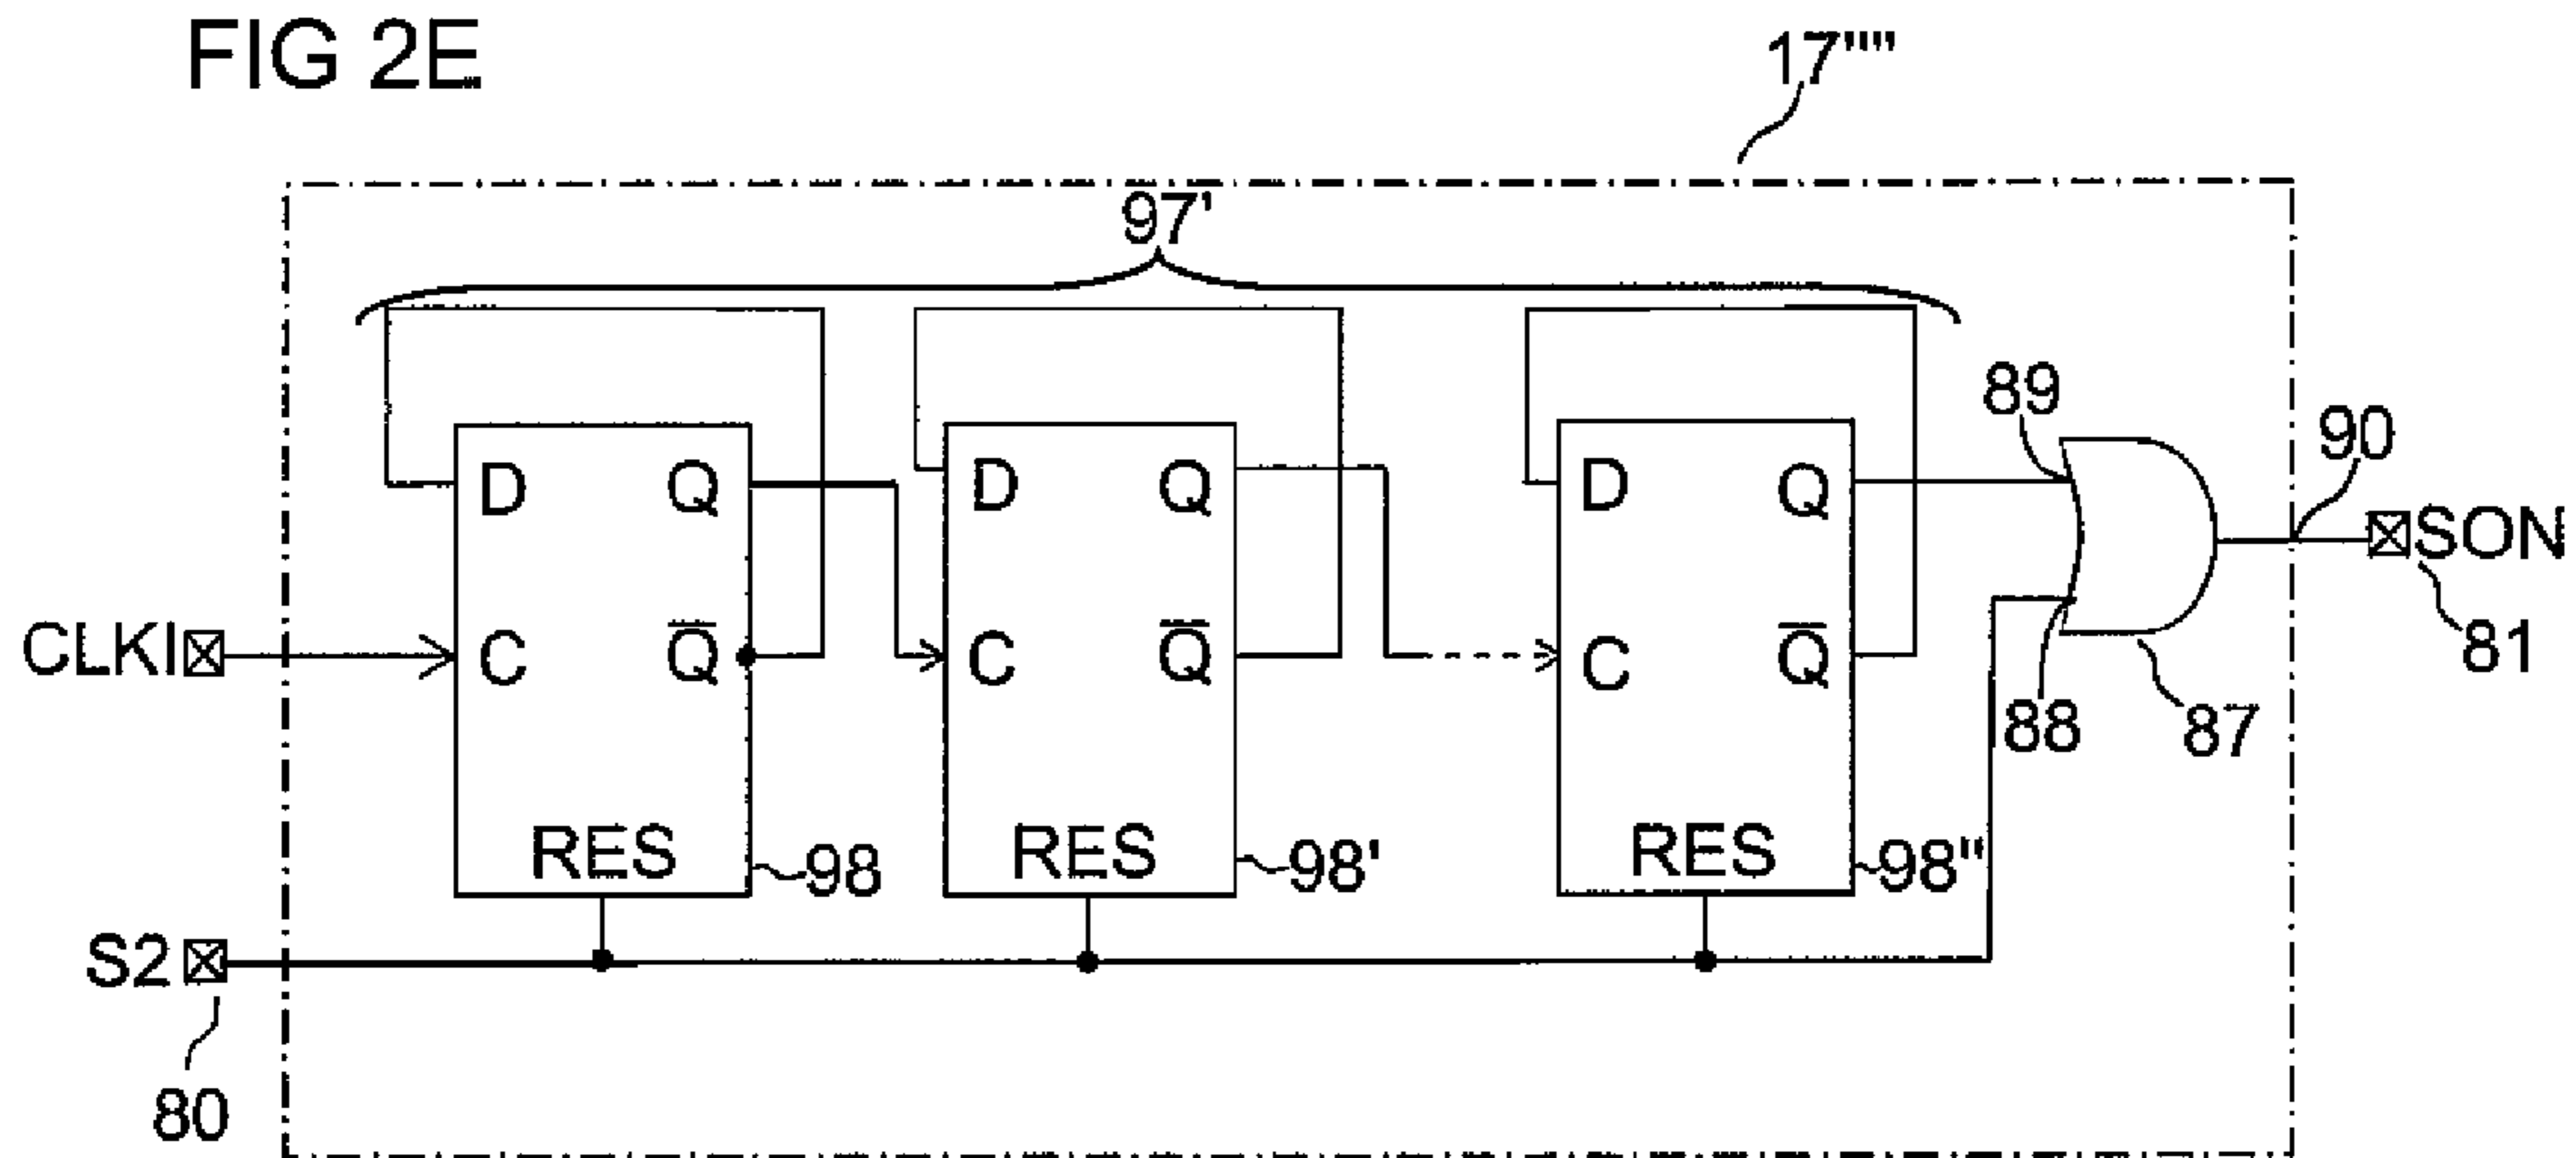 FIG 2E
17""
97'
89
90
D Q
D Q
D Q
SON
CLKI
C Q̅
C Q̅
C Q̅
81
88
87
RES
98
RES
98'
RES
98"
S2
80